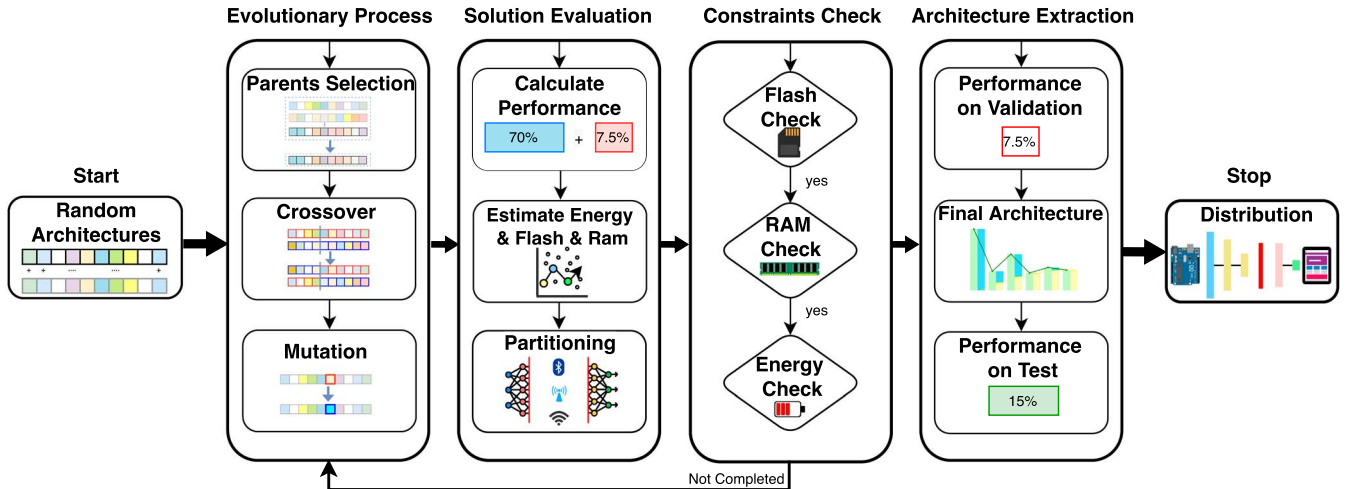 Start
Random
Architectures
Evolutionary Process
Parents Selection
Crossover
Mutation
Solution Evaluation
Calculate
Performance
70%
+
7.5%
Estimate Energy
& Flash & Ram
Partitioning
Constraints Check
Flash
Check
yes
RAM
Check
yes
Energy
Check
Not Completed
Architecture Extraction
Performance
on Validation
7.5%
Final Architecture
Performance
on Test
15%
Stop
Distribution